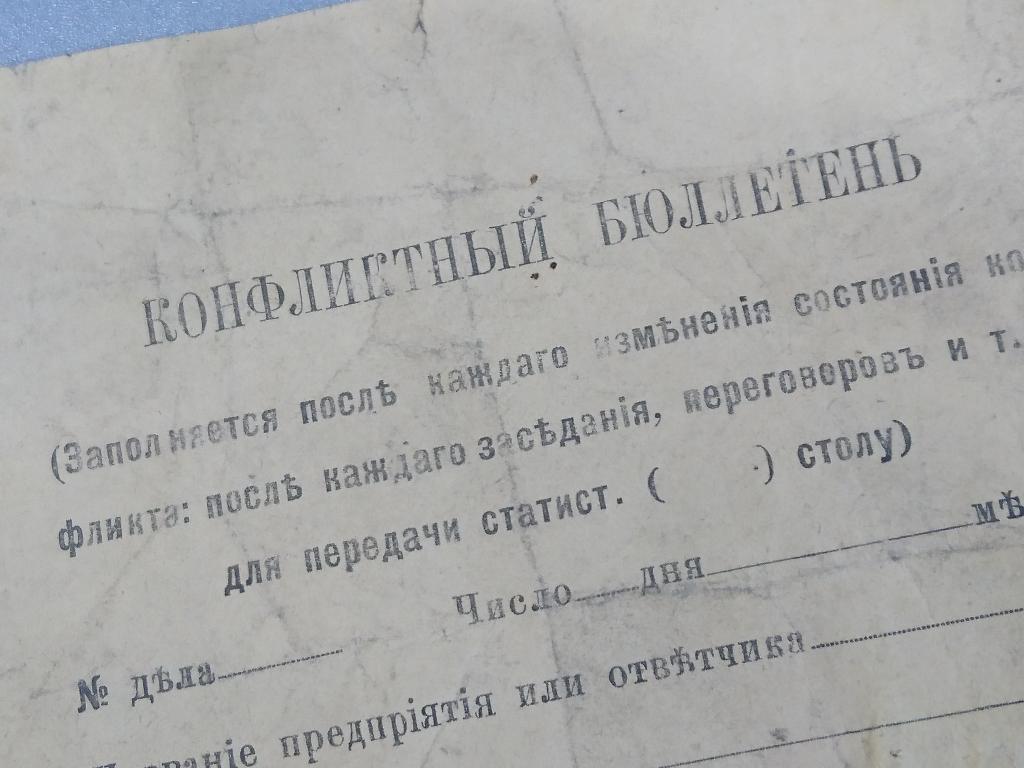 КОНФЛИКТНЫЙ БЮЛЛЕТЕНЬ
(Заполняется послѣ каждаго измѣненія состоянія ко
фликта: послѣ каждаго засѣданія, переговоровъ и т.
для передачи статист. ( ) столу)
Число дня мѣ
№ дѣла
предпріятія или отвѣтчика